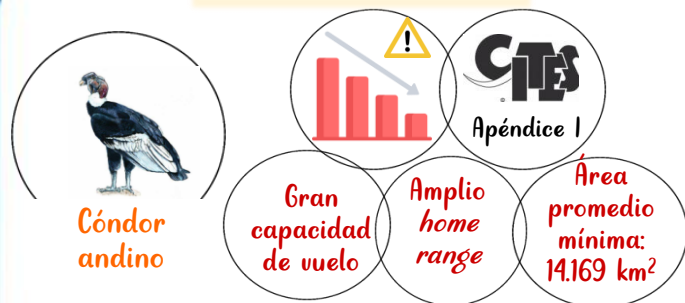 !
CITES
©
Apéndice I
Cóndor
andino
Gran
capacidad
de vuelo
Amplio
home
range
Área
promedio
mínima:
14.169 km²